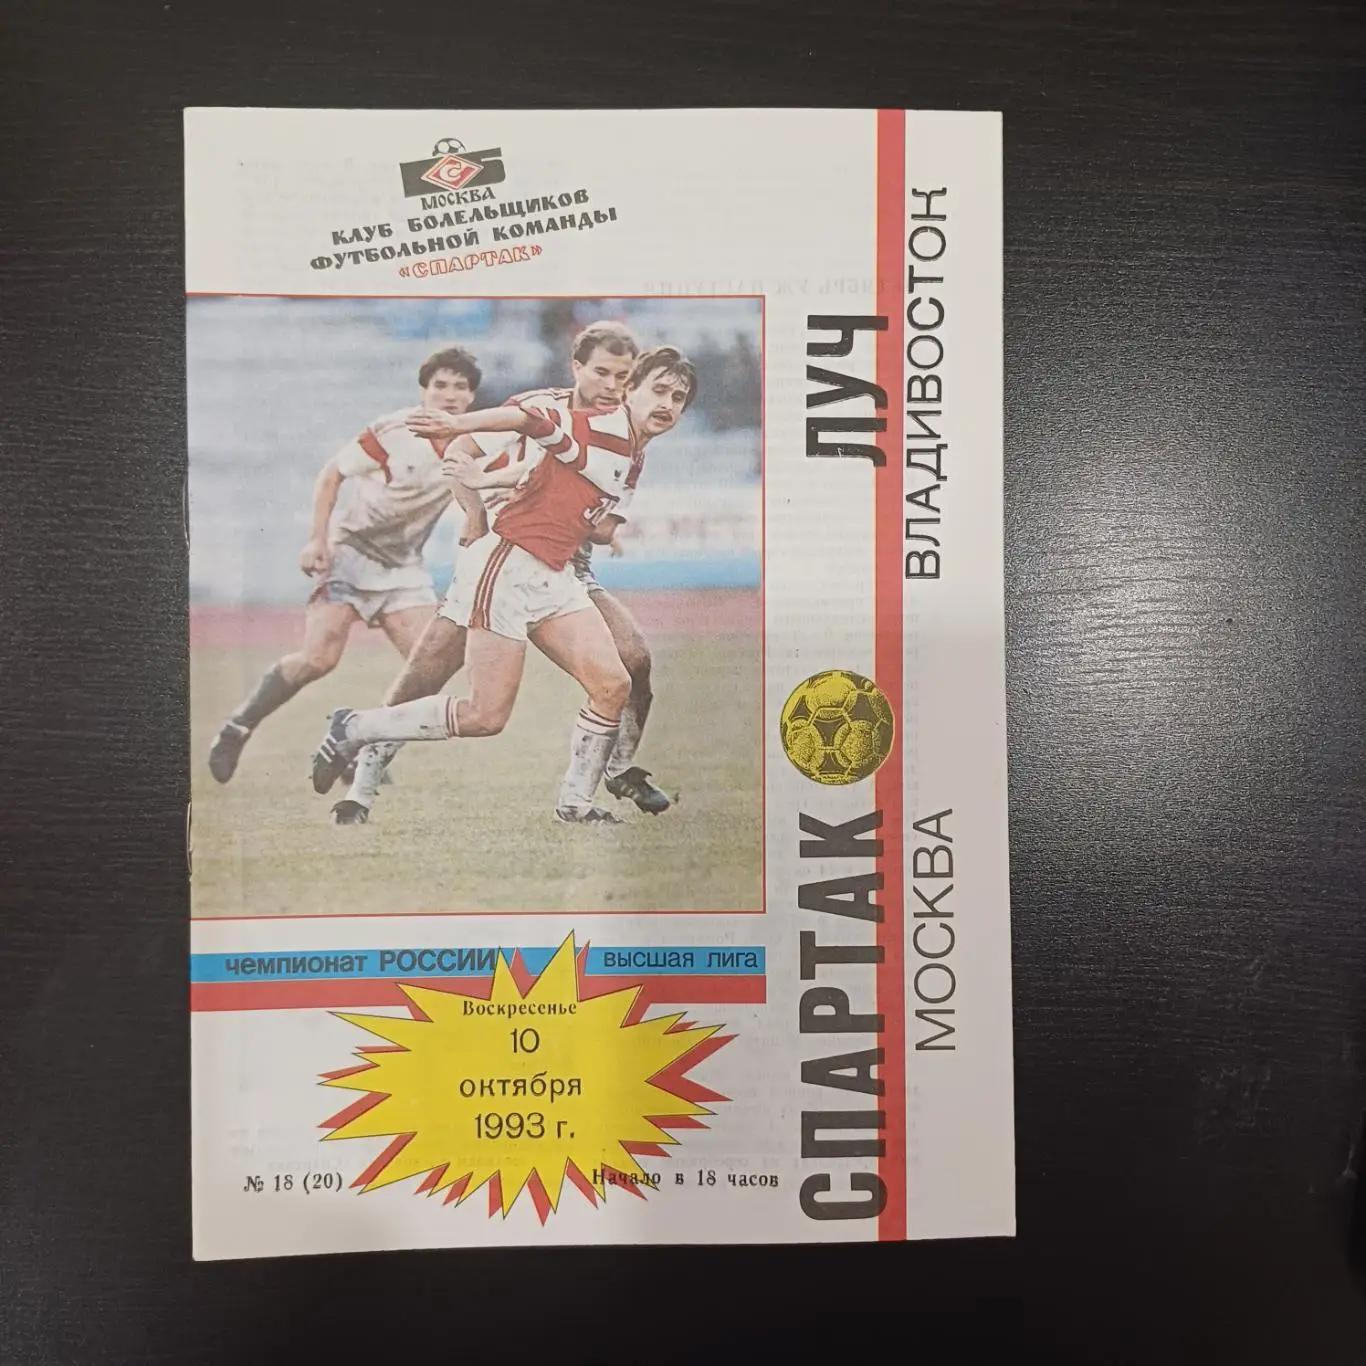 МОСКВА
КЛУБ БОЛЕЛЬЩИКОВ
ФУТБОЛЬНОЙ КОМАНДЫ
«СПАРТАК»
СПАРТАК ЛУЧ
МОСКВА ВЛАДИВОСТОК
чемпионат РОССИИ высшая лига
Воскресенье
10
октября
1993 г.
№ 18 (20)
Начало в 18 часов